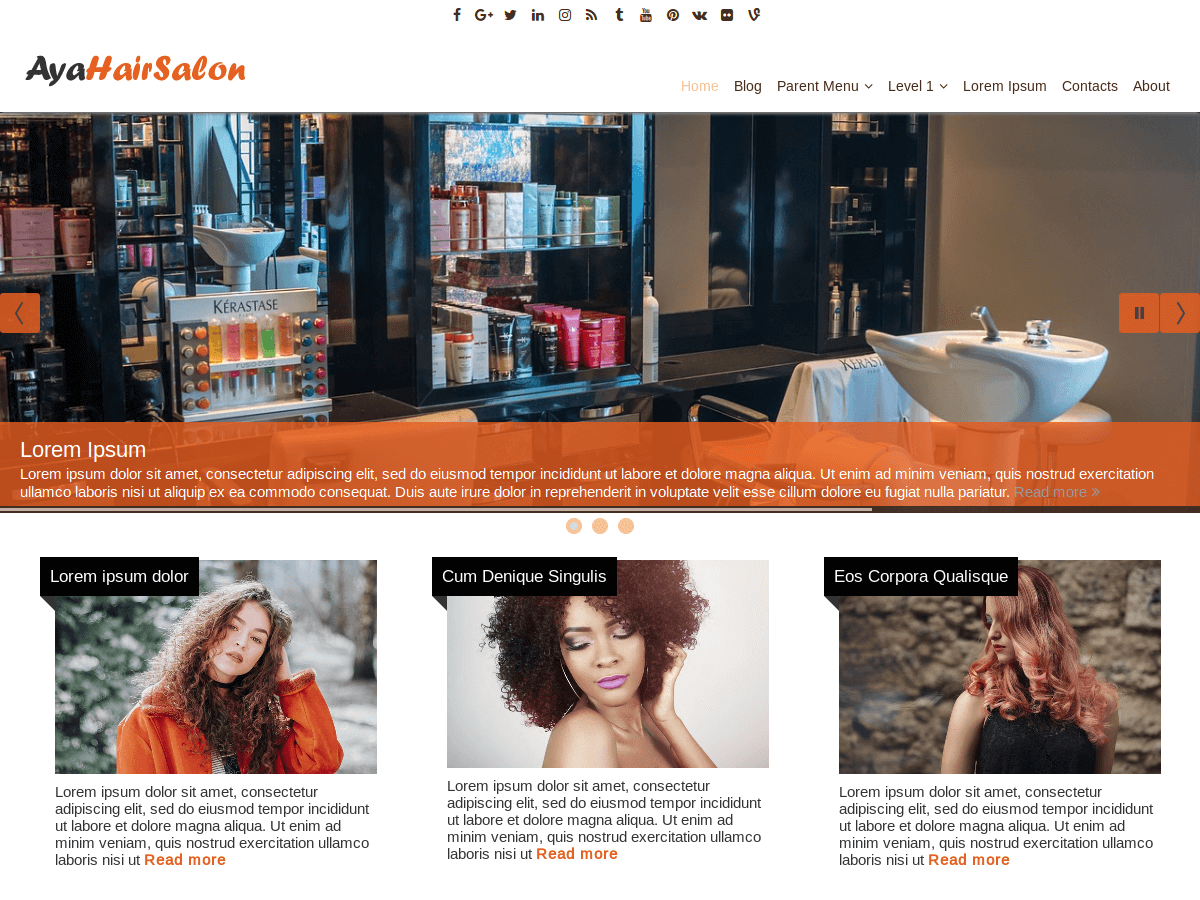 AyaHairSalon
Home Blog Parent Menu Level 1 Lorem Ipsum Contacts About
KÉRASTASE
FUSIO-DOSE
Lorem Ipsum
Lorem ipsum dolor sit amet, consectetur adipiscing elit, sed do eiusmod tempor incididunt ut labore et dolore magna aliqua. Ut enim ad minim veniam, quis nostrud exercitation
ullamco laboris nisi ut aliquip ex ea commodo consequat. Duis aute irure dolor in reprehenderit in voluptate velit esse cillum dolore eu fugiat nulla pariatur. Read more »
Lorem ipsum dolor
Lorem ipsum dolor sit amet, consectetur
adipiscing elit, sed do eiusmod tempor incididunt
ut labore et dolore magna aliqua. Ut enim ad
minim veniam, quis nostrud exercitation ullamco
laboris nisi ut Read more
Cum Denique Singulis
Lorem ipsum dolor sit amet, consectetur
adipiscing elit, sed do eiusmod tempor incididunt
ut labore et dolore magna aliqua. Ut enim ad
minim veniam, quis nostrud exercitation ullamco
laboris nisi ut Read more
Eos Corpora Qualisque
Lorem ipsum dolor sit amet, consectetur
adipiscing elit, sed do eiusmod tempor incididunt
ut labore et dolore magna aliqua. Ut enim ad
minim veniam, quis nostrud exercitation ullamco
laboris nisi ut Read more